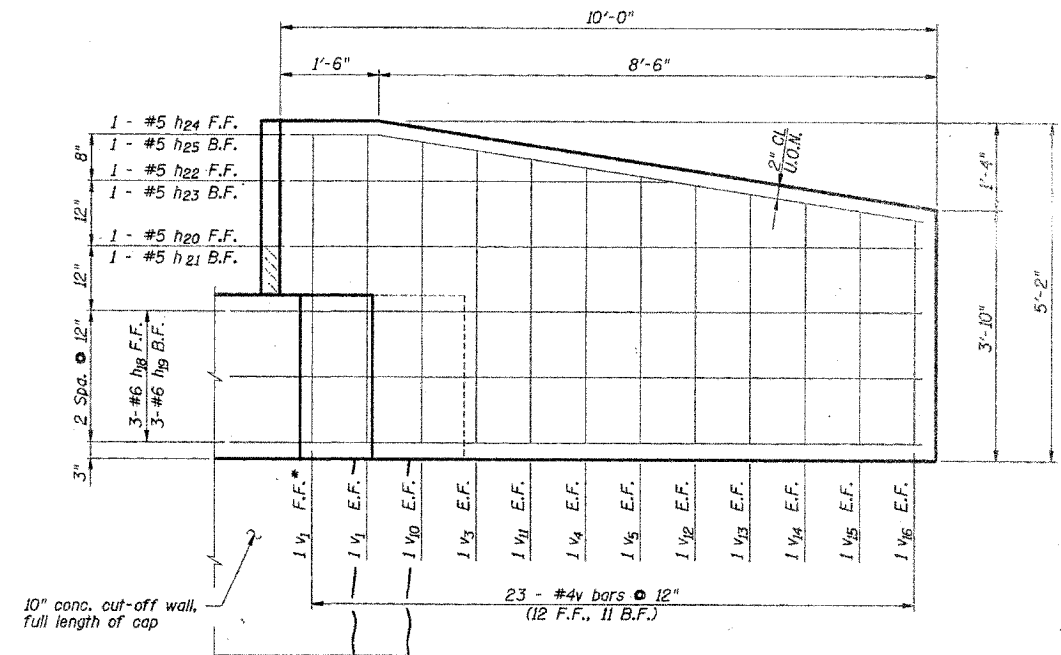 10'-0"
1'-6"
8'-6"
1 - #5 h24 F.F.
1 - #5 h25 B.F.
1 - #5 h22 F.F.
1 - #5 h23 B.F.
1 - #5 h20 F.F.
1 - #5 h21 B.F.
8"
12"
12"
2 Spa. @ 12"
3"
3-#6 h18 F.F.
3-#6 h19 B.F.
2" CL
U.O.N.
1'-4"
3'-10"
5'-2"
1 v1 F.F.*
1 v1 E.F.
1 v10 E.F.
1 v3 E.F.
1 v11 E.F.
1 v4 E.F.
1 v5 E.F.
1 v12 E.F.
1 v13 E.F.
1 v14 E.F.
1 v15 E.F.
1 v16 E.F.
23 - #4v bars @ 12"
(12 F.F., 11 B.F.)
10" conc. cut-off wall,
full length of cap